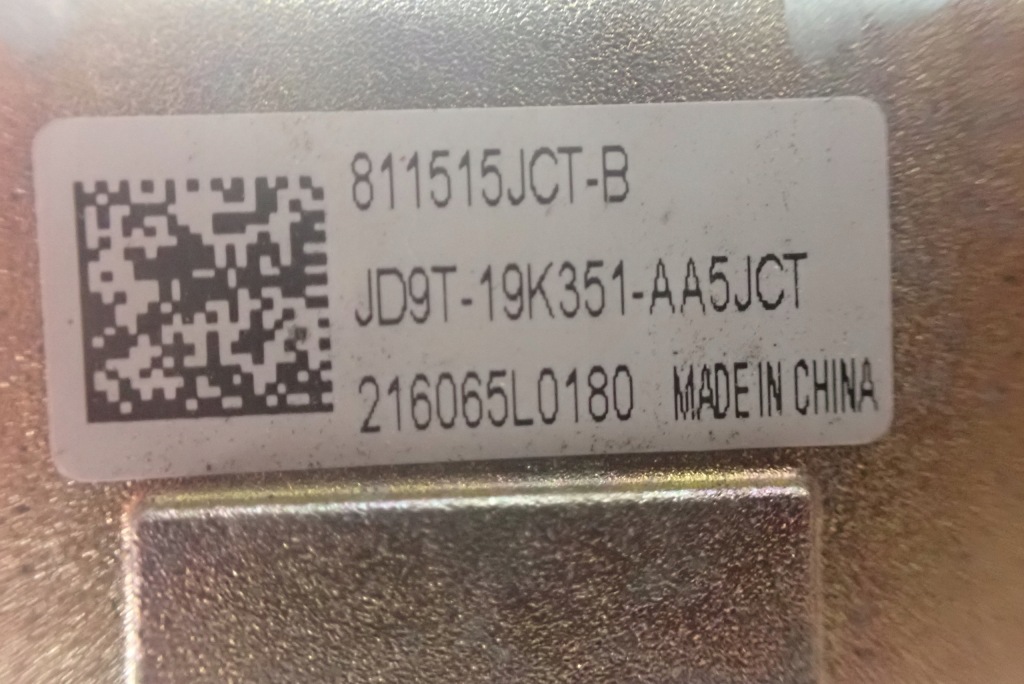 811515JCT-B
JD9T-19K351-AA5JCT
216065L0180 MADE IN CHINA